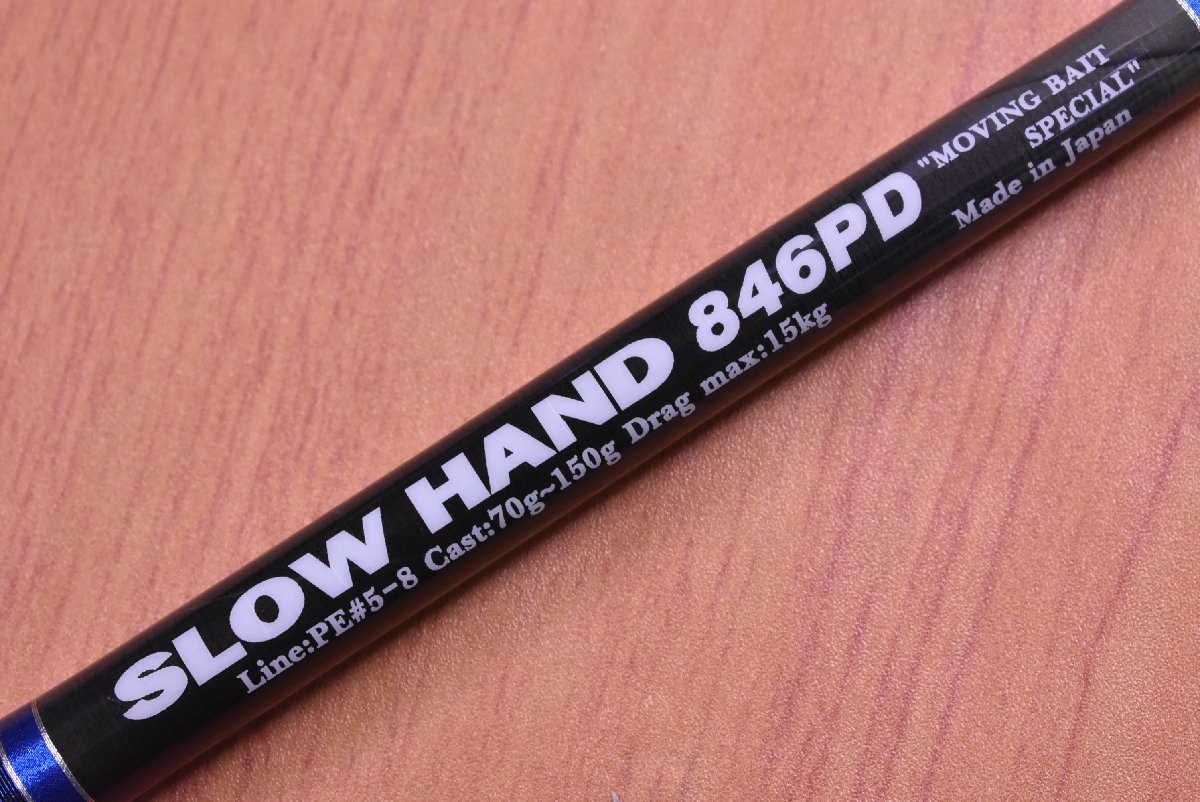 SLOW HAND 846PD
"MOVING BAIT
SPECIAL"
Line:PE#5-8 Cast:70g~150g Drag max:15kg
Made in Japan